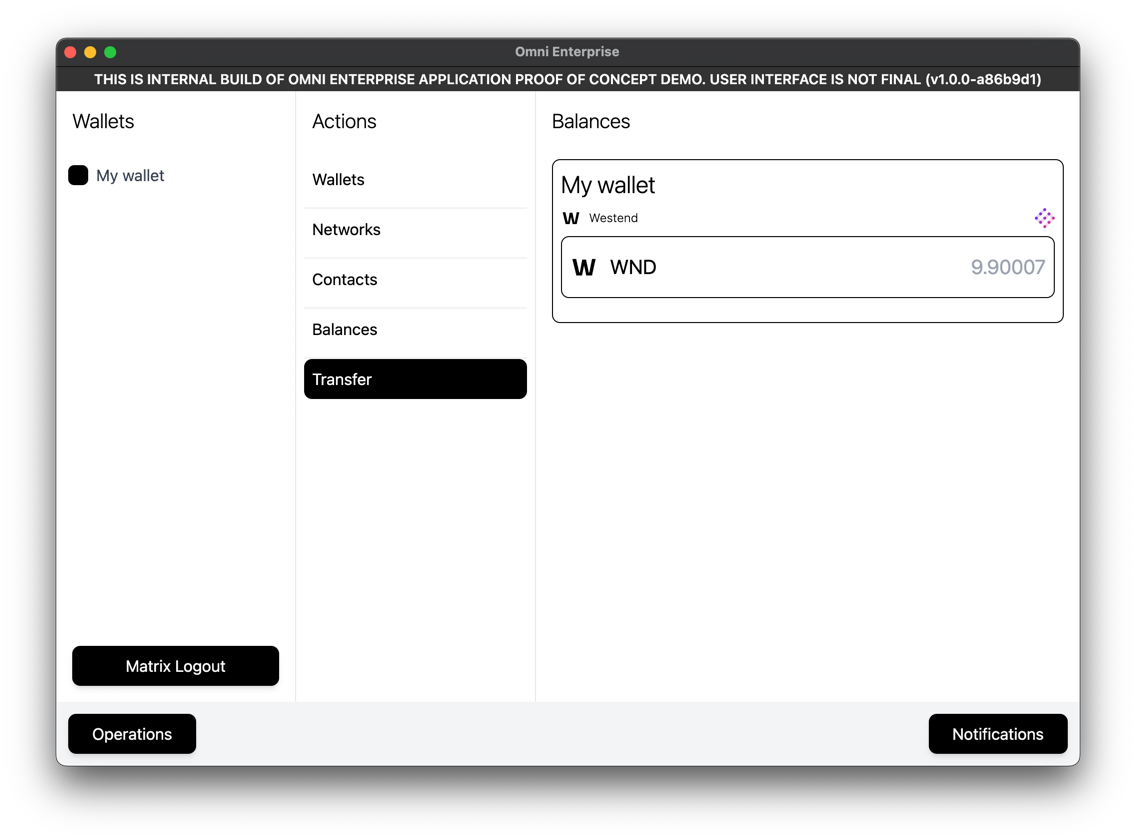 Omni Enterprise
THIS IS INTERNAL BUILD OF OMNI ENTERPRISE APPLICATION PROOF OF CONCEPT DEMO. USER INTERFACE IS NOT FINAL (v1.0.0-a86b9d1)
Wallets
My wallet
Matrix Logout
Actions
Wallets
Networks
Contacts
Balances
Transfer
Balances
My wallet
W Westend
W WND 9.90007
Operations
Notifications